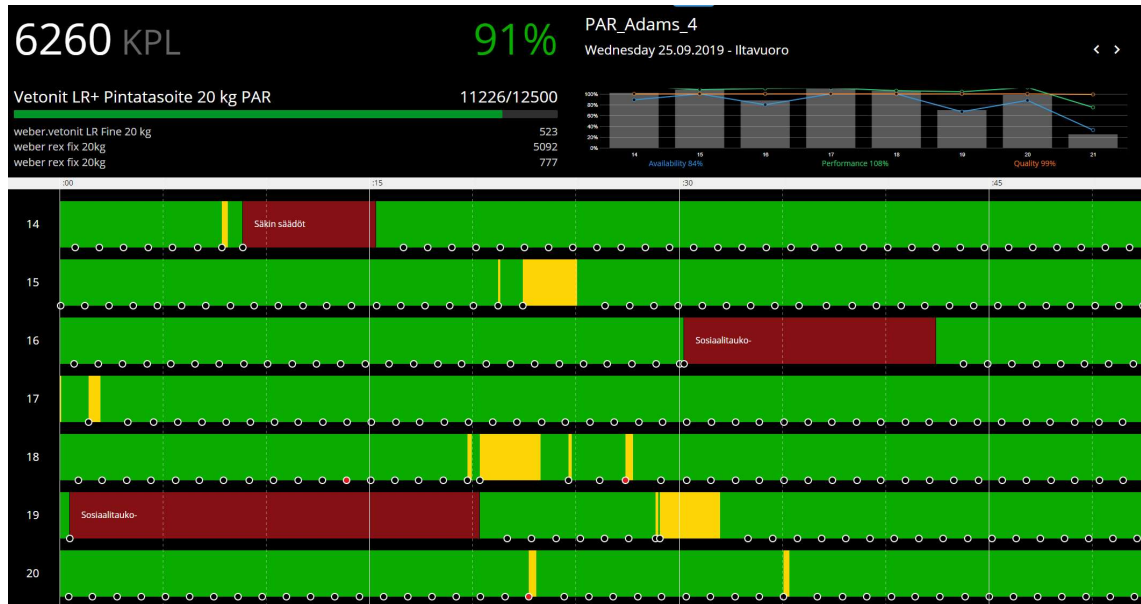 6260 KPL
91%
Vetonit LR+ Pintatasoite 20 kg PAR 11226/12500
weber.vetonit LR Fine 20 kg 523
weber rex fix 20kg 5092
weber rex fix 20kg 777
PAR_Adams_4
Wednesday 25.09.2019 - Iltavuoro
< >
100%
80%
60%
40%
20%
0%
14 15 16 17 18 19 20 21
Availability 84% Performance 108% Quality 99%
:00 :15 :30 :45
14 Säkin säädöt
15
16 Sosiaalitauko-
17
18
19 Sosiaalitauko-
20